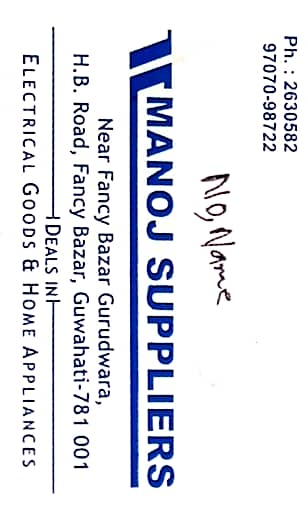 Ph. : 2630582
97070-98722
No, Name
MANOJ SUPPLIERS
Near Fancy Bazar Gurudwara,
H.B. Road, Fancy Bazar, Guwahati-781 001
DEALS IN
ELECTRICAL GOODS & HOME APPLIANCES